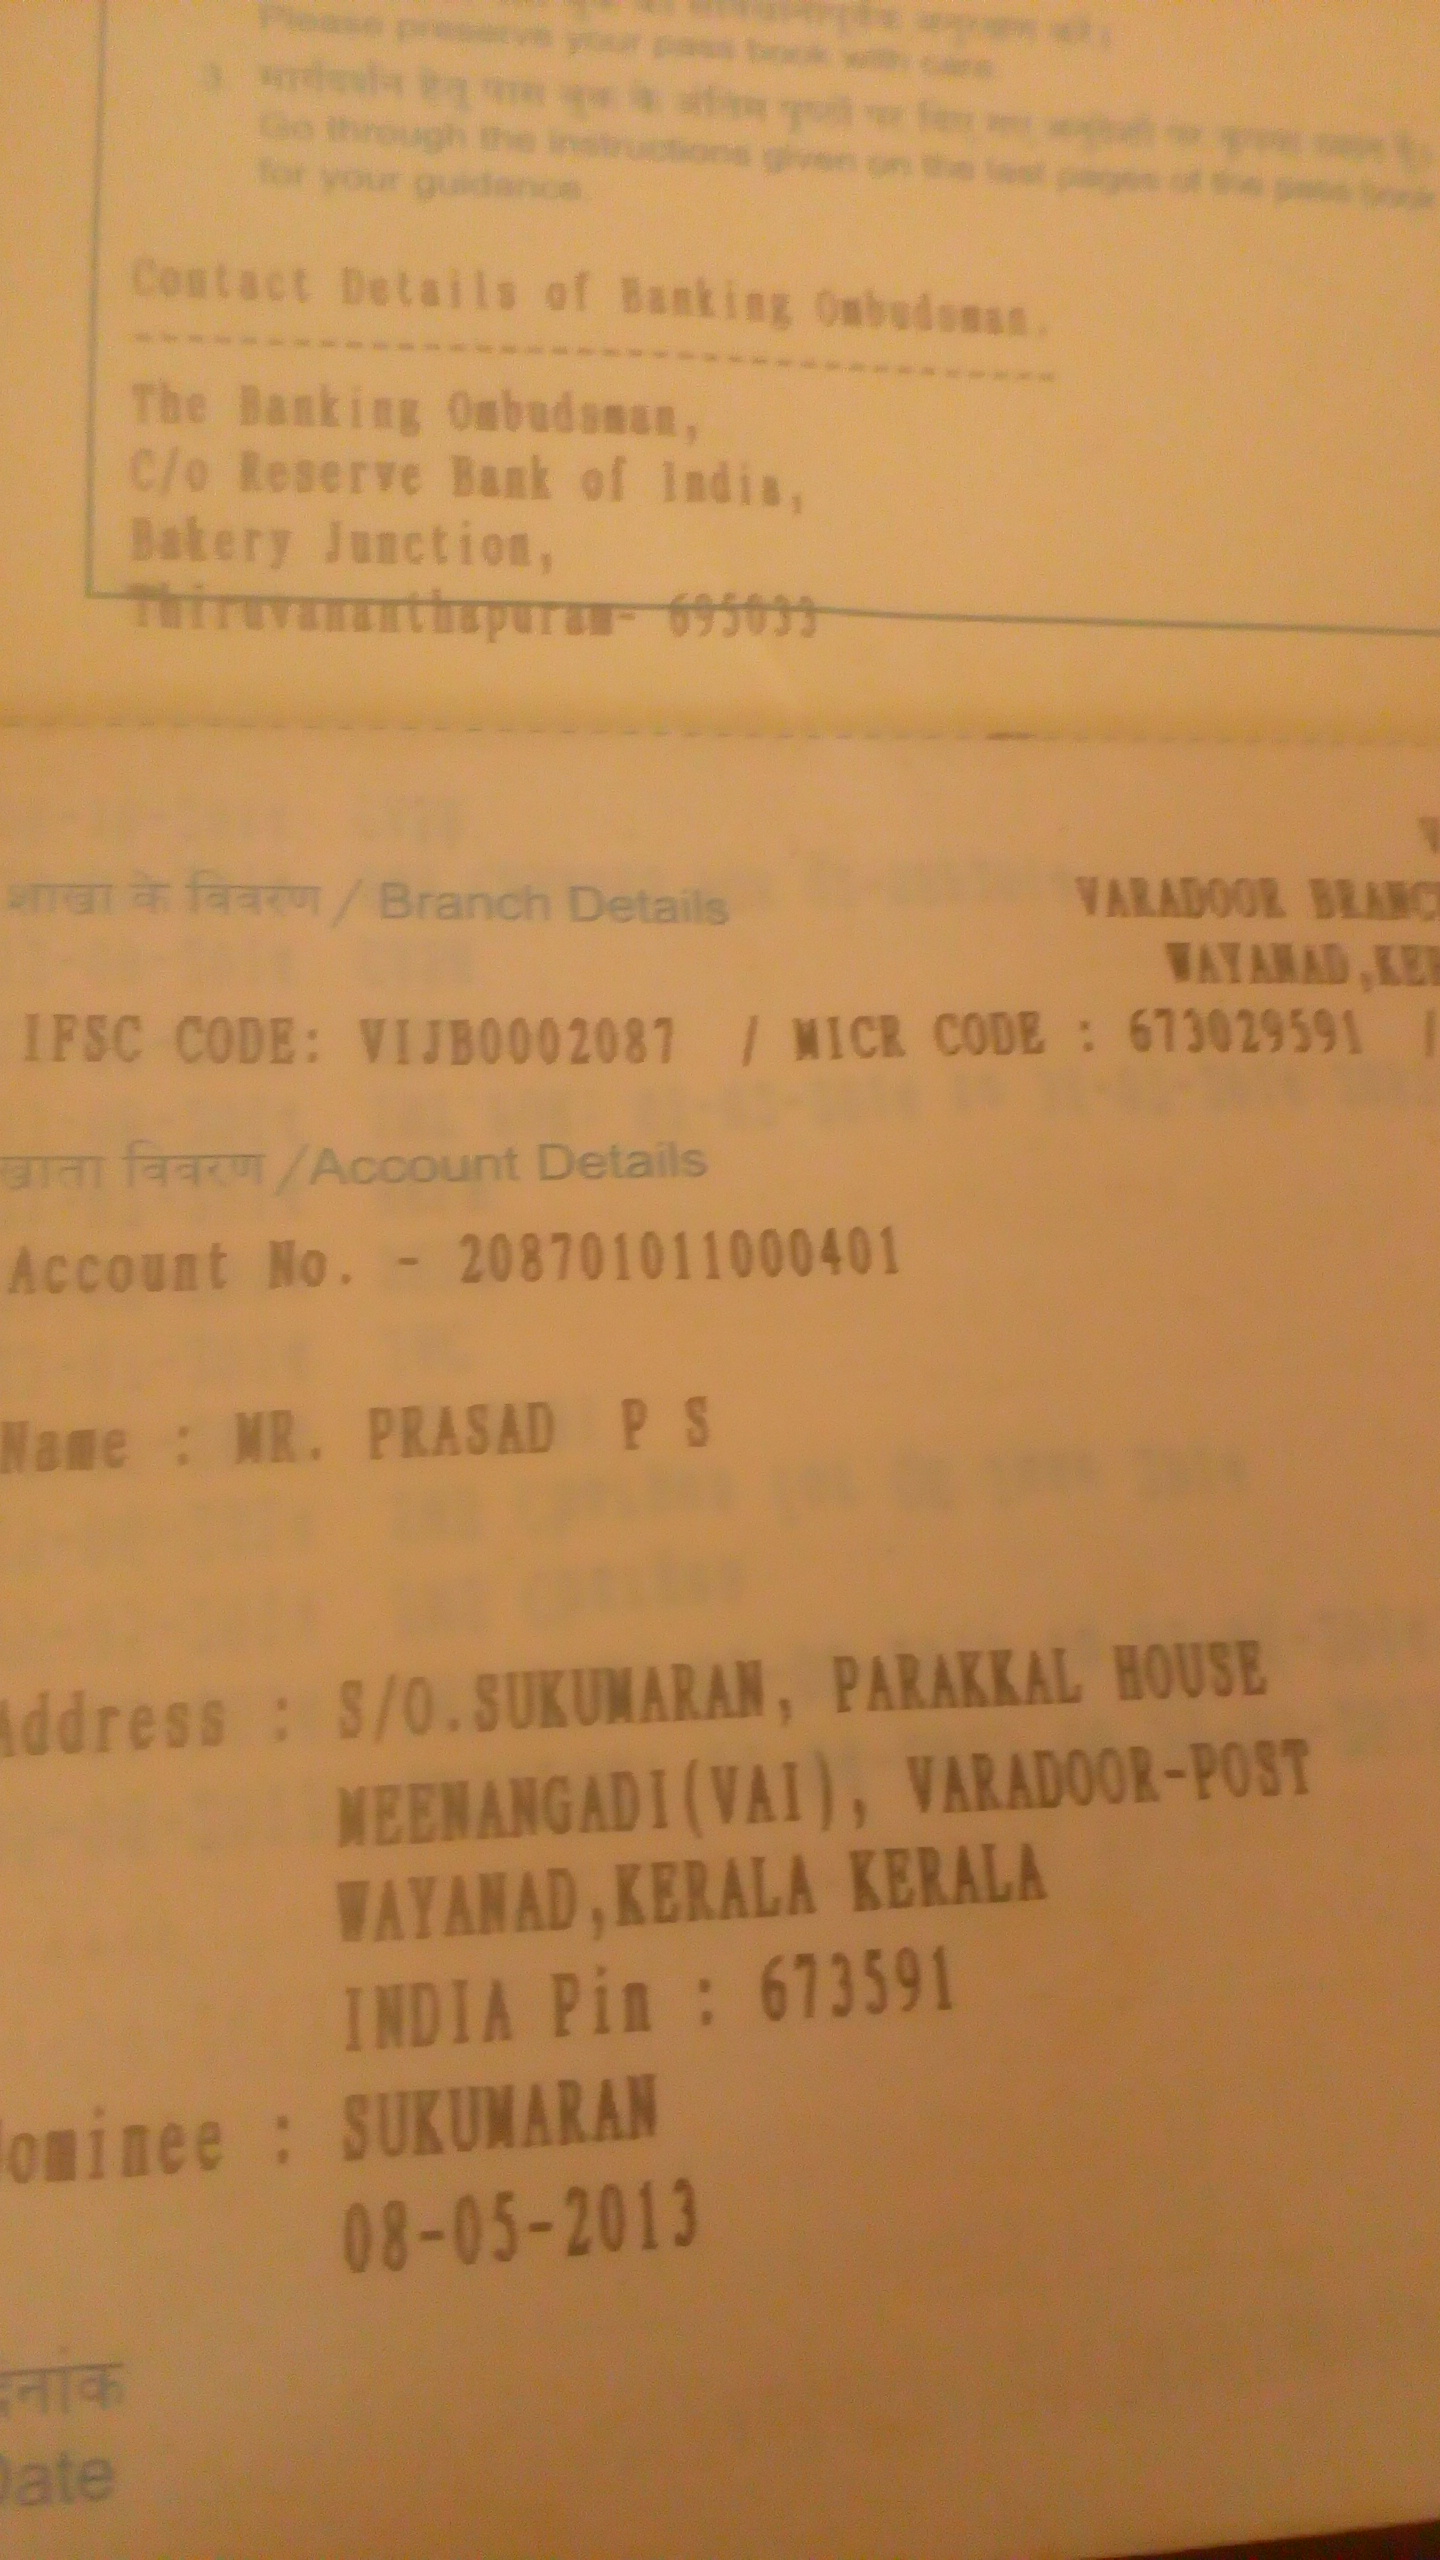 Please preserve your pass book with care.
3. मार्गदर्शन हेतु पास बुक के अंतिम पृष्ठों पर दिए गए अनुदेशों पर कृपया ध्यान दें।
Go through the instructions given on the last pages of the pass book
for your guidance.
Contact Details of Banking Ombudsman.
The Banking Ombudsman,
C/o Reserve Bank of India,
Bakery Junction,
Thiruvananthapuram- 695033
शाखा के विवरण / Branch Details
VARADOOR BRANC
WAYANAD,KER
IFSC CODE: VIJB0002087 / MICR CODE : 673029591 /
खाता विवरण /Account Details
Account No. - 208701011000401
Name : MR. PRASAD P S
Address : S/O.SUKUMARAN, PARAKKAL HOUSE
MEENANGADI(VAI), VARADOOR-POST
WAYANAD,KERALA KERALA
INDIA Pin : 673591
Nominee : SUKUMARAN
08-05-2013
दिनांक
Date